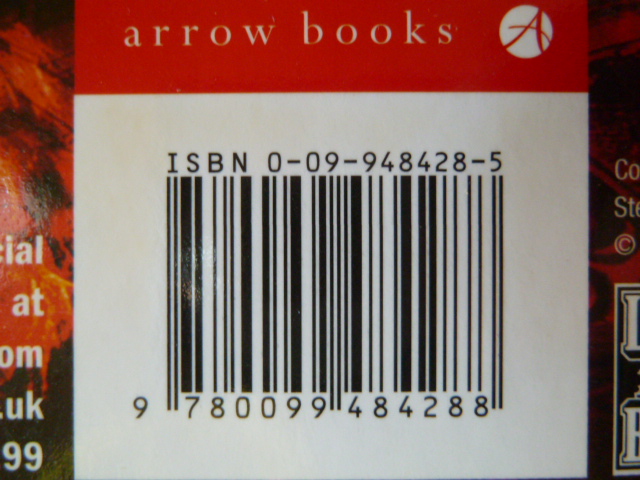 arrow books
ISBN 0-09-948428-5
9 780099 484288
cial
at
om
.uk
99
Co
Ste
©